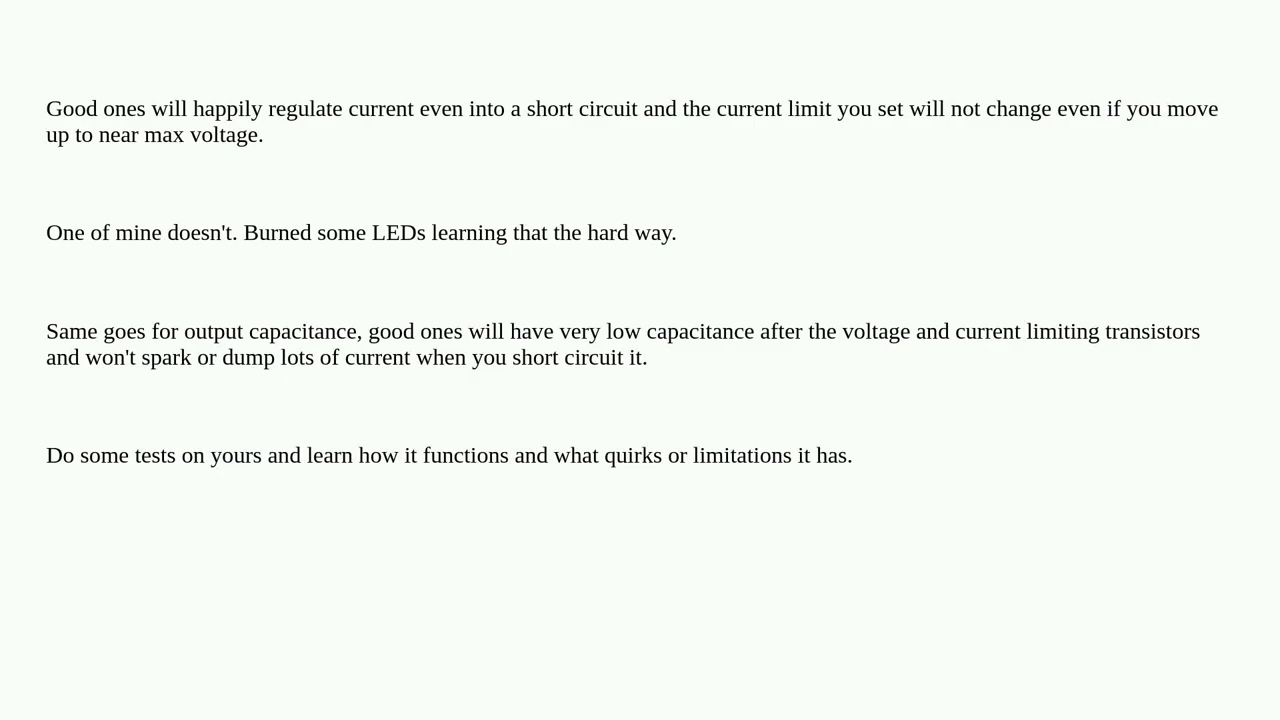 Good ones will happily regulate current even into a short circuit and the current limit you set will not change even if you move
up to near max voltage.
One of mine doesn't. Burned some LEDs learning that the hard way.
Same goes for output capacitance, good ones will have very low capacitance after the voltage and current limiting transistors
and won't spark or dump lots of current when you short circuit it.
Do some tests on yours and learn how it functions and what quirks or limitations it has.